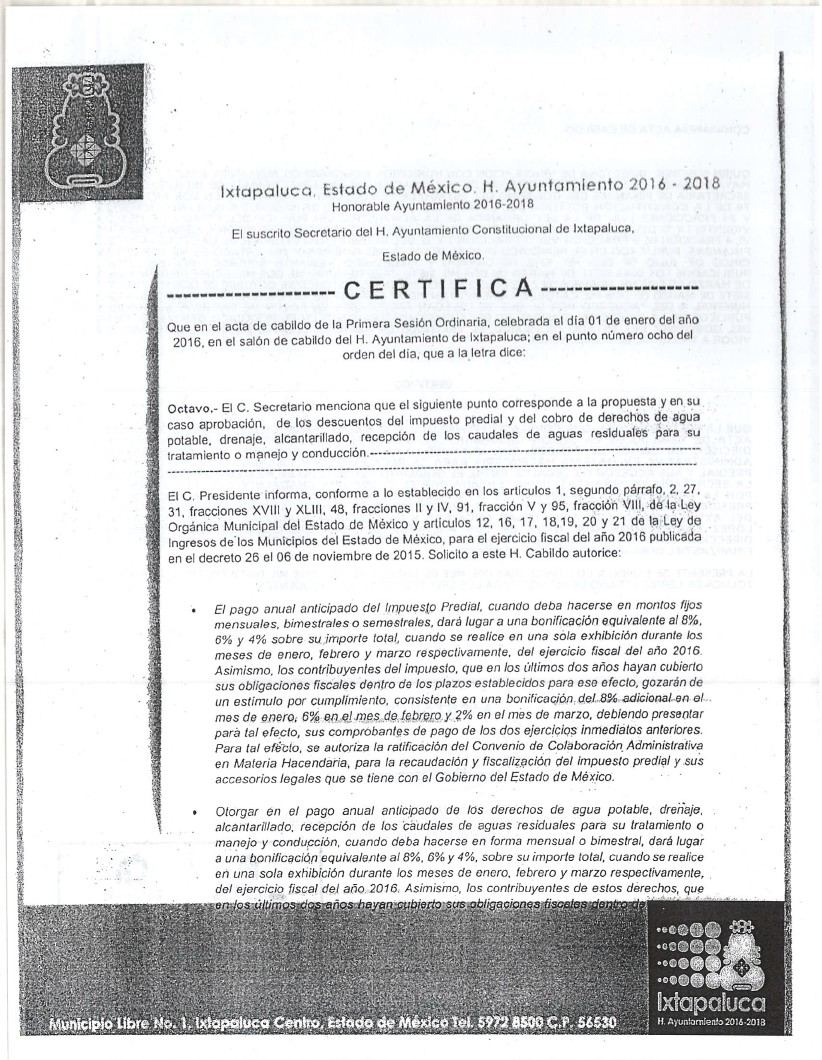 Ixtapaluca, Estado de México, H. Ayuntamiento 2016 - 2018
Honorable Ayuntamiento 2016-2018
El suscrito Secretario del H. Ayuntamiento Constitucional de Ixtapaluca,
Estado de México.
-------------------- C E R T I F I C A -------------------
Que en el acta de cabildo de la Primera Sesión Ordinaria, celebrada el día 01 de enero del año
2016, en el salón de cabildo del H. Ayuntamiento de Ixtapaluca; en el punto número ocho del
orden del día, que a la letra dice:
Octavo.- El C. Secretario menciona que el siguiente punto corresponde a la propuesta y en su
caso aprobación, de los descuentos del impuesto predial y del cobro de derechos de agua
potable, drenaje, alcantarillado, recepción de los caudales de aguas residuales para su
tratamiento o manejo y conducción.------------------------------------------------------------
El C. Presidente informa, conforme a lo establecido en los artículos 1, segundo párrafo, 2, 27,
31, fracciones XVIII y XLIII, 48, fracciones II y IV, 91, fracción V y 95, fracción VIII, de la Ley
Orgánica Municipal del Estado de México y artículos 12, 16, 17, 18,19, 20 y 21 de la Ley de
Ingresos de los Municipios del Estado de México, para el ejercicio fiscal del año 2016 publicada
en el decreto 26 el 06 de noviembre de 2015. Solicito a este H. Cabildo autorice:
• El pago anual anticipado del Impuesto Predial, cuando deba hacerse en montos fijos
mensuales, bimestrales o semestrales, dará lugar a una bonificación equivalente al 8%,
6% y 4% sobre su importe total, cuando se realice en una sola exhibición durante los
meses de enero, febrero y marzo respectivamente, del ejercicio fiscal del año 2016.
Asimismo, los contribuyentes del impuesto, que en los últimos dos años hayan cubierto
sus obligaciones fiscales dentro de los plazos establecidos para ese efecto, gozarán de
un estímulo por cumplimiento, consistente en una bonificación del 8% adicional en el
mes de enero, 6% en el mes de febrero y 2% en el mes de marzo, debiendo presentar
para tal efecto, sus comprobantes de pago de los dos ejercicios inmediatos anteriores.
Para tal efecto, se autoriza la ratificación del Convenio de Colaboración Administrativa
en Materia Hacendaria, para la recaudación y fiscalización del impuesto predial y sus
accesorios legales que se tiene con el Gobierno del Estado de México.
• Otorgar en el pago anual anticipado de los derechos de agua potable, drenaje,
alcantarillado, recepción de los caudales de aguas residuales para su tratamiento o
manejo y conducción, cuando deba hacerse en forma mensual o bimestral, dará lugar
a una bonificación equivalente al 8%, 6% y 4%, sobre su importe total, cuando se realice
en una sola exhibición durante los meses de enero, febrero y marzo respectivamente,
del ejercicio fiscal del año 2016. Asimismo, los contribuyentes de estos derechos, que
en los últimos dos años hayan cubierto sus obligaciones fiscales dentro de
Ixtapaluca
H. Ayuntamiento 2016-2018
Municipio Libre No. 1, Ixtapaluca Centro, Estado de México Tel. 5972 8500 C.P. 56530